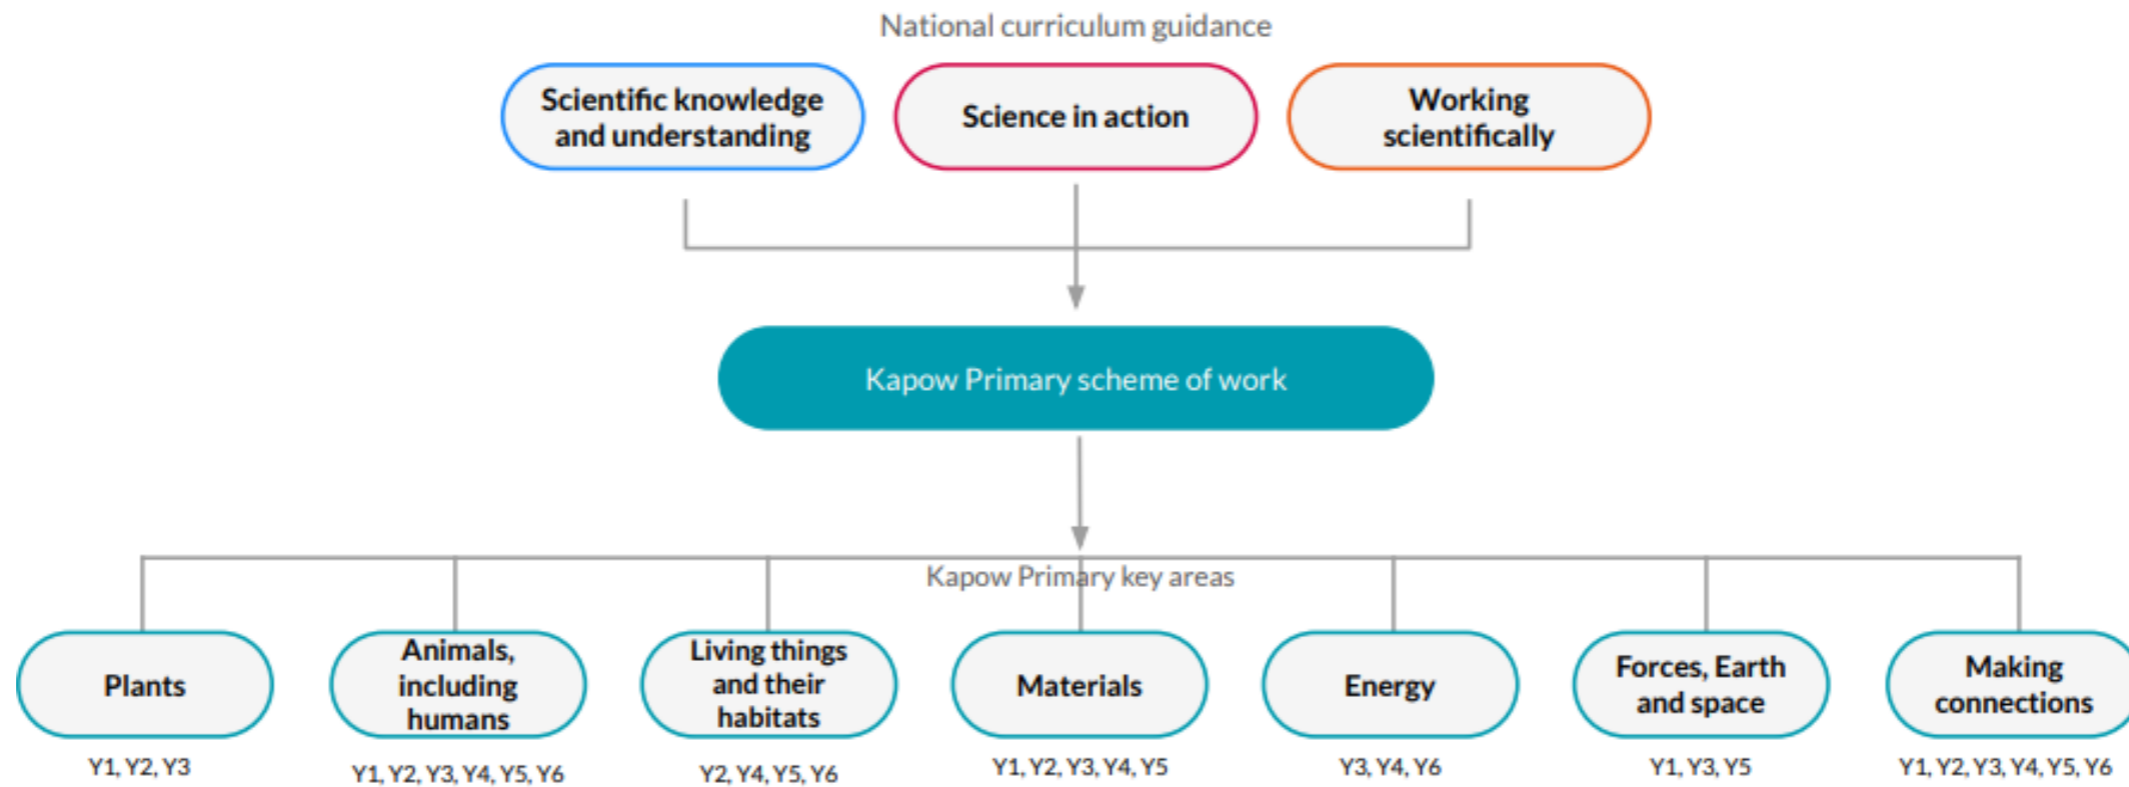 National curriculum guidance
Scientific knowledge
and understanding
Science in action
Working
scientifically
Kapow Primary scheme of work
Kapow Primary key areas
Plants
Animals,
including
humans
Living things
and their
habitats
Materials
Energy
Forces, Earth
and space
Making
connections
Y1, Y2, Y3
Y1, Y2, Y3, Y4, Y5, Y6
Y2, Y4, Y5, Y6
Y1, Y2, Y3, Y4, Y5
Y3, Y4, Y6
Y1, Y3, Y5
Y1, Y2, Y3, Y4, Y5, Y6